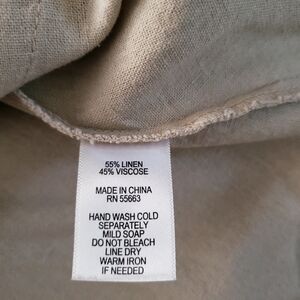 55% LINEN
45% VISCOSE
MADE IN CHINA
RN 55663
HAND WASH COLD
SEPARATELY
MILD SOAP
DO NOT BLEACH
LINE DRY
WARM IRON
IF NEEDED